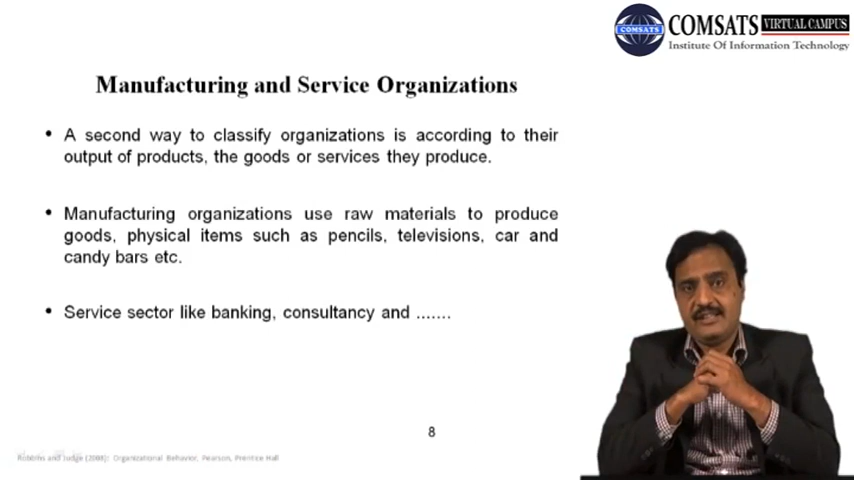 COMSATS VIRTUAL CAMPUS
COMSATS
Institute Of Information Technology
Manufacturing and Service Organizations
• A second way to classify organizations is according to their
output of products, the goods or services they produce.
• Manufacturing organizations use raw materials to produce
goods, physical items such as pencils, televisions, car and
candy bars etc.
• Service sector like banking, consultancy and .......
8
Robbins and Judge (2008): Organizational Behavior, Pearson, Prentice Hall